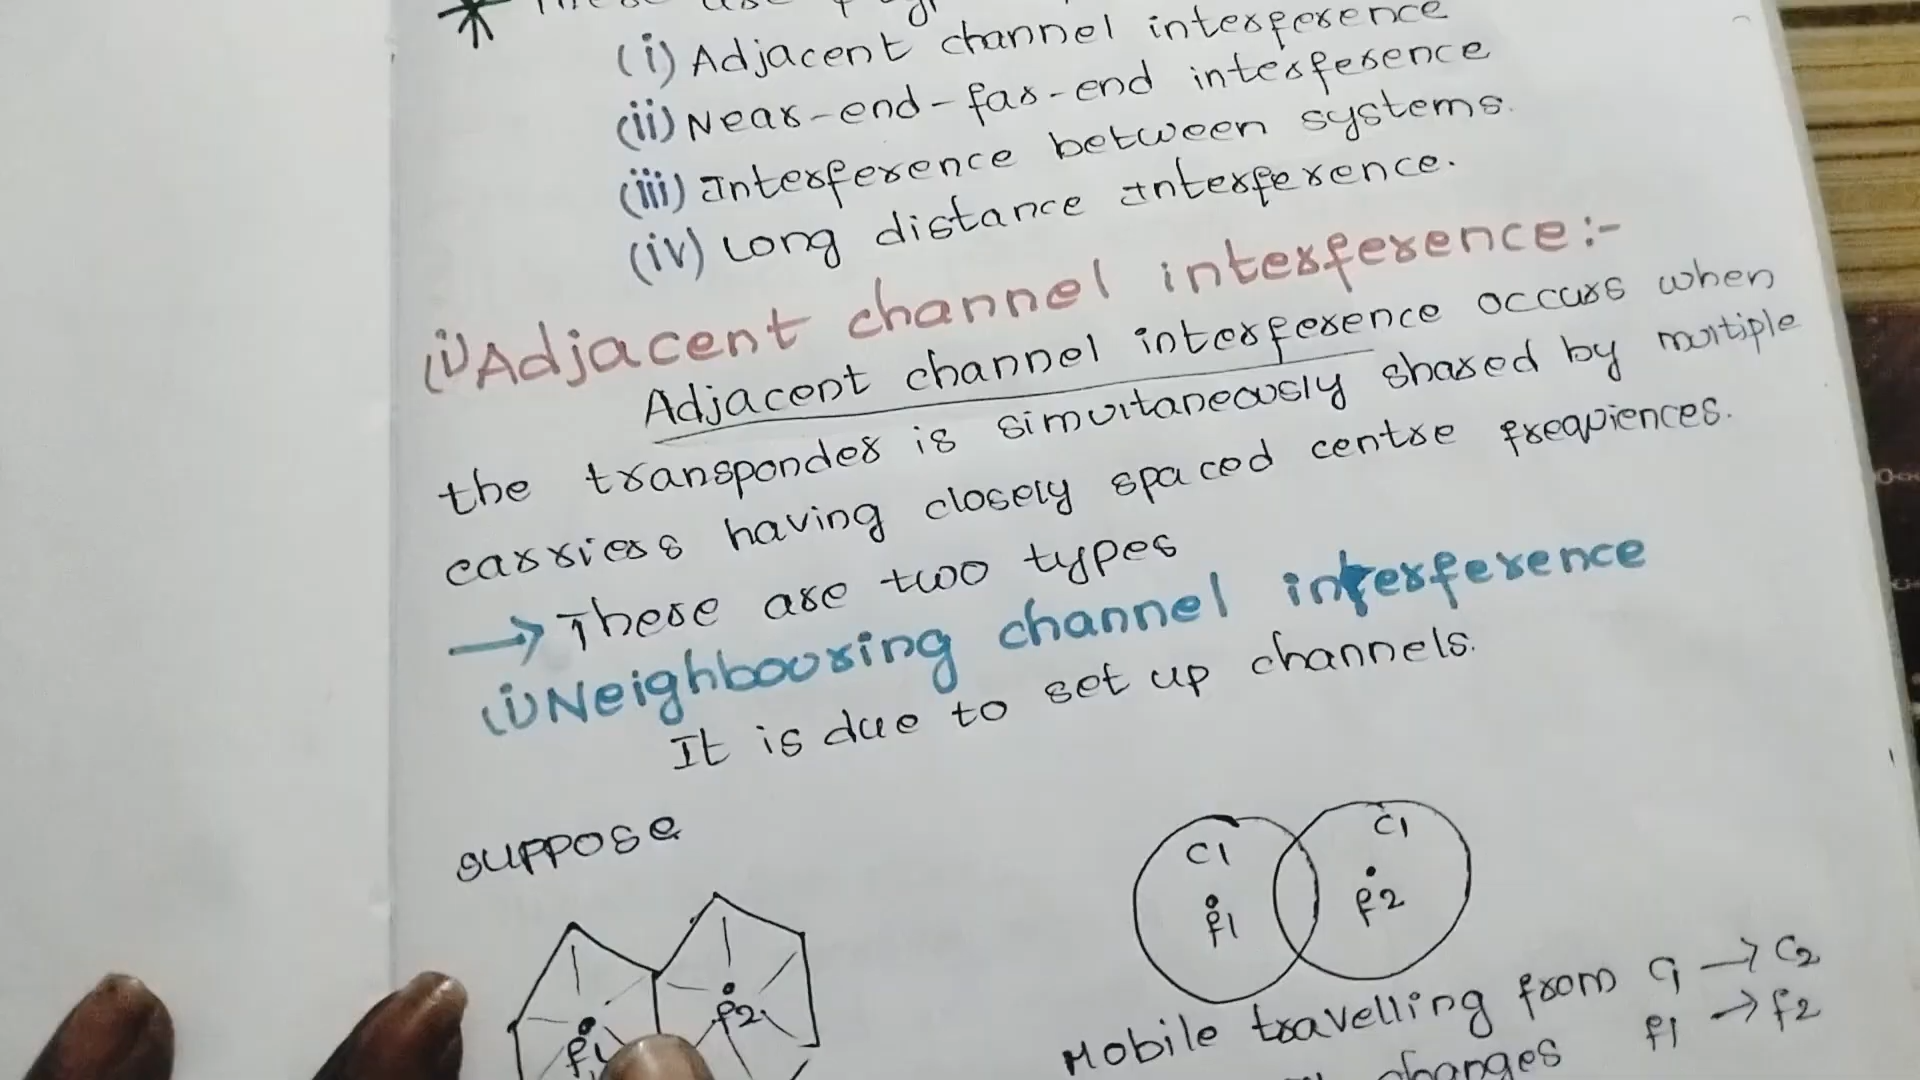 (i) Adjacent channel interference
(ii) Near-end-far-end interference
(iii) Interference between systems.
(iv) Long distance interference.
(i) Adjacent channel interference:-
Adjacent channel interference occurs when
the transponder is simultaneously shared by multiple
carriers having closely spaced centre freqviences.
→ There are two types
(i) Neighbouring channel interference
It is due to set up channels.
suppose
C1 C1
f1 f2
f1 f2
Mobile travelling from C1 → C2
changes f1 → f2